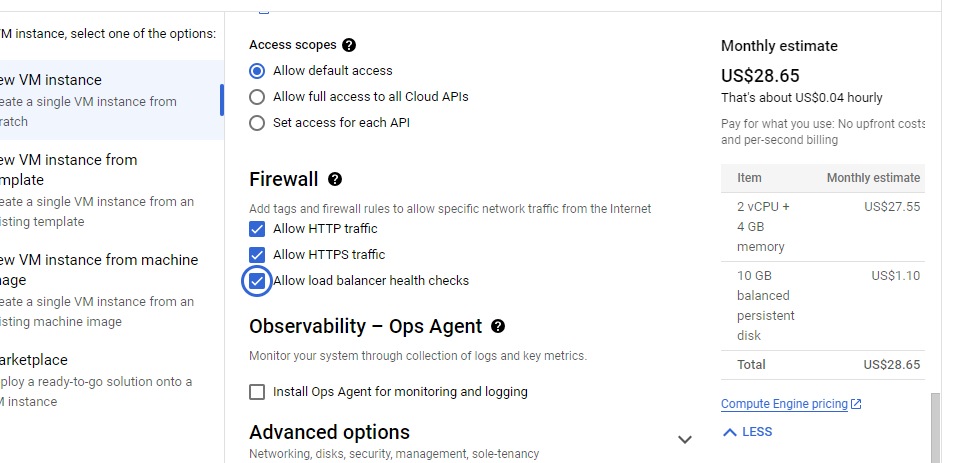 VM instance, select one of the options:
ew VM instance
eate a single VM instance from
ratch
ew VM instance from
mplate
eate a single VM instance from an
isting template
ew VM instance from machine
nage
eate a single VM instance from an
isting machine image
arketplace
ploy a ready-to-go solution onto a
M instance
Access scopes
Allow default access
Allow full access to all Cloud APIs
Set access for each API
Firewall
Add tags and firewall rules to allow specific network traffic from the Internet
Allow HTTP traffic
Allow HTTPS traffic
Allow load balancer health checks
Observability – Ops Agent
Monitor your system through collection of logs and key metrics.
Install Ops Agent for monitoring and logging
Advanced options
Networking, disks, security, management, sole-tenancy
Monthly estimate
US$28.65
That's about US$0.04 hourly
Pay for what you use: No upfront costs
and per-second billing
Item Monthly estimate
2 vCPU + US$27.55
4 GB
memory
10 GB US$1.10
balanced
persistent
disk
Total US$28.65
Compute Engine pricing
LESS